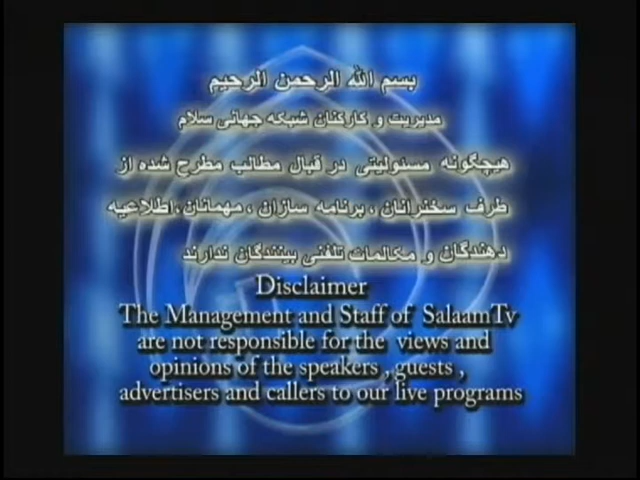 بسم الله الرحمن الرحیم
مدیریت و کارکنان شبکه جهانی سلام
هیچگونه مسئولیتی در قبال مطالب مطرح شده از
طرف سخنرانان ، برنامه سازان ، مهمانان،اطلاعیه
دهندگان و مکالمات تلفنی بینندگان ندارند
Disclaimer
The Management and Staff of SalaamTv
are not responsible for the views and
opinions of the speakers , guests ,
advertisers and callers to our live programs